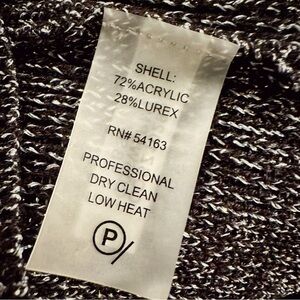 SHELL:
72%ACRYLIC
28%LUREX
RN# 54163
PROFESSIONAL
DRY CLEAN
LOW HEAT
P